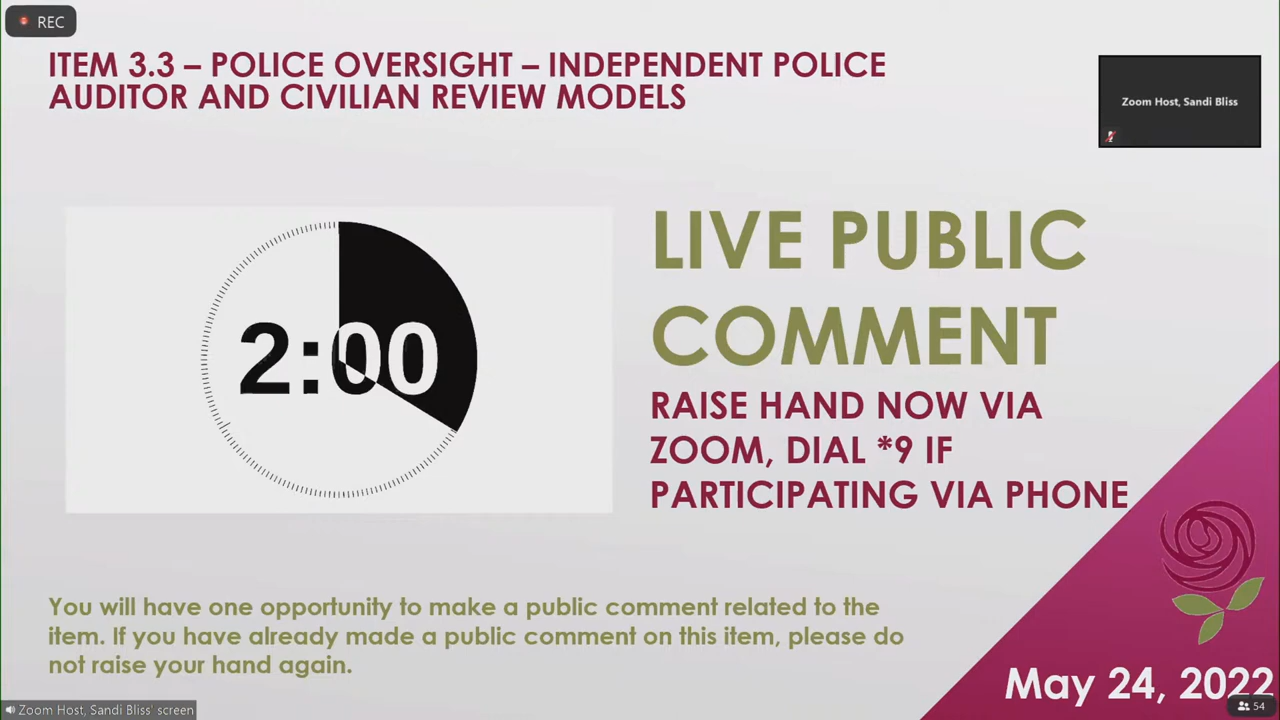 REC
ITEM 3.3 – POLICE OVERSIGHT – INDEPENDENT POLICE
AUDITOR AND CIVILIAN REVIEW MODELS
Zoom Host, Sandi Bliss
2:00
LIVE PUBLIC
COMMENT
RAISE HAND NOW VIA
ZOOM, DIAL *9 IF
PARTICIPATING VIA PHONE
You will have one opportunity to make a public comment related to the
item. If you have already made a public comment on this item, please do
not raise your hand again.
May 24, 2022
Zoom Host, Sandi Bliss' screen
54